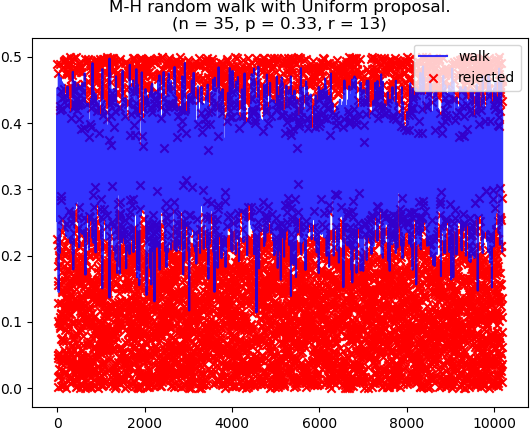 M-H random walk with Uniform proposal.
(n = 35, p = 0.33, r = 13)
walk
rejected
0.5
0.4
0.3
0.2
0.1
0.0
0 2000 4000 6000 8000 10000